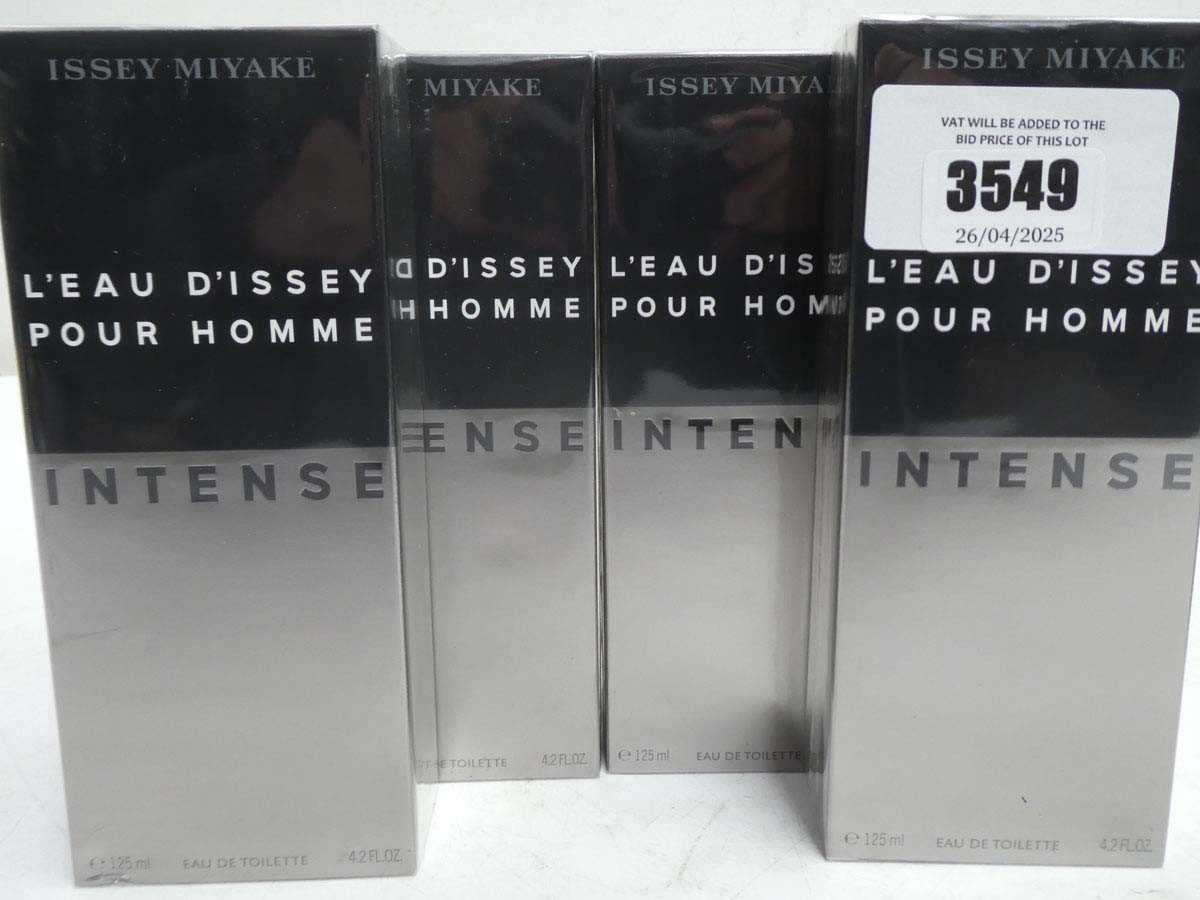 ISSEY MIYAKE
L'EAU D'ISSEY
POUR HOMME
INTENSE
℮ 125 ml EAU DE TOILETTE 4.2 FL.OZ.
MIYAKE
D'ISSEY
HOMME
ENSE
DE TOILETTE 4.2 FL.OZ.
ISSEY MIYA
L'EAU D'IS
POUR HOM
INTEN
℮ 125 ml EAU DE TOILETTE
ISSEY MIYAKE
VAT WILL BE ADDED TO THE
BID PRICE OF THIS LOT
3549
26/04/2025
L'EAU D'ISSEY
POUR HOMME
INTENSE
℮ 125 ml EAU DE TOILETTE 4.2 FL.OZ.